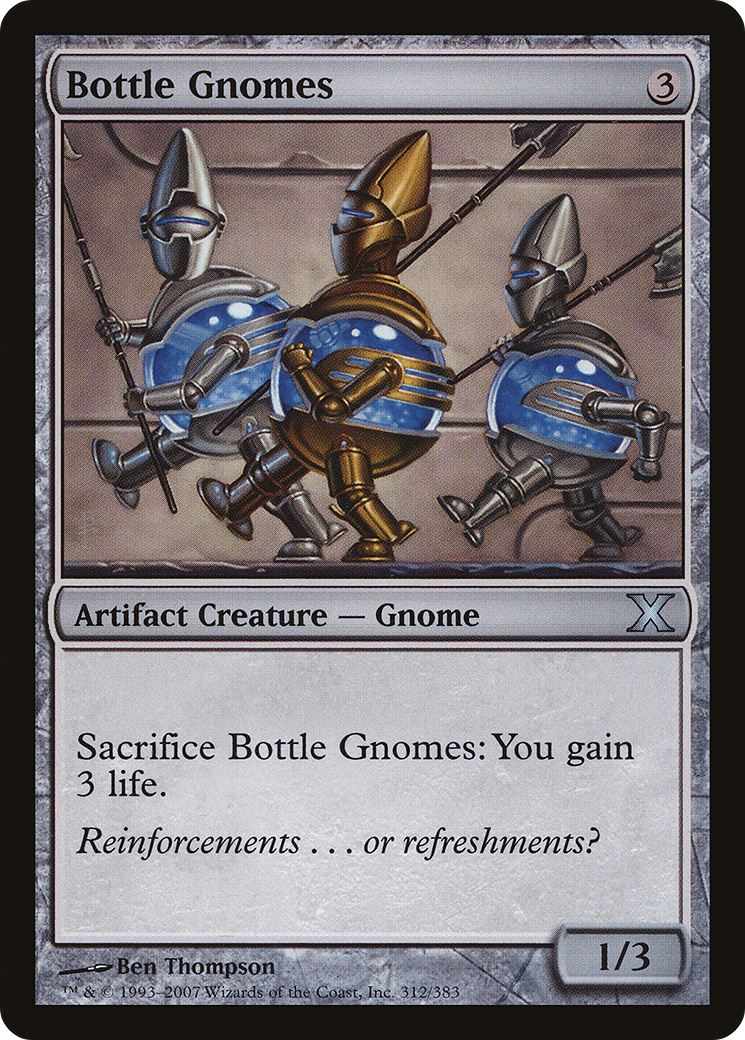 Bottle Gnomes 3
Artifact Creature — Gnome X
Sacrifice Bottle Gnomes: You gain
3 life.
Reinforcements . . . or refreshments?
1/3
Ben Thompson
™ & © 1993–2007 Wizards of the Coast, Inc. 312/383